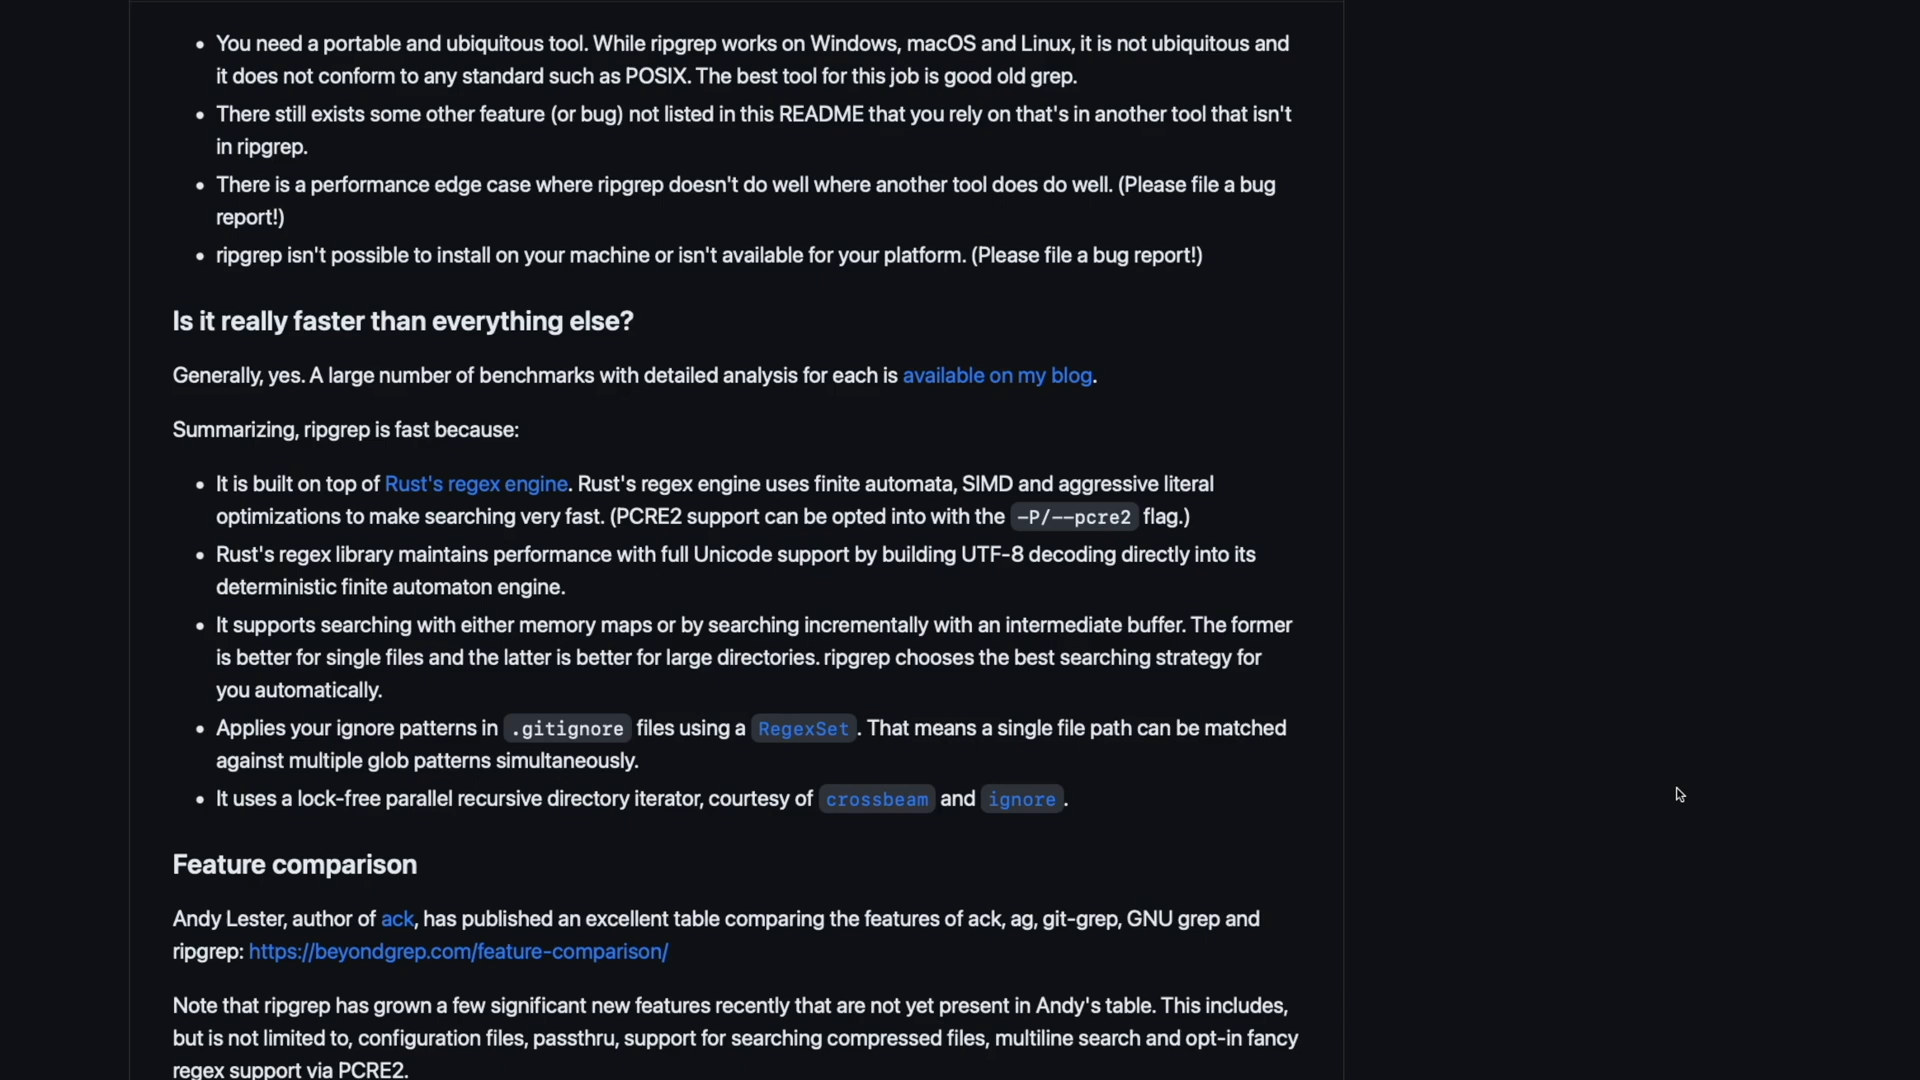 • You need a portable and ubiquitous tool. While ripgrep works on Windows, macOS and Linux, it is not ubiquitous and
it does not conform to any standard such as POSIX. The best tool for this job is good old grep.
• There still exists some other feature (or bug) not listed in this README that you rely on that's in another tool that isn't
in ripgrep.
• There is a performance edge case where ripgrep doesn't do well where another tool does do well. (Please file a bug
report!)
• ripgrep isn't possible to install on your machine or isn't available for your platform. (Please file a bug report!)
Is it really faster than everything else?
Generally, yes. A large number of benchmarks with detailed analysis for each is available on my blog.
Summarizing, ripgrep is fast because:
• It is built on top of Rust's regex engine. Rust's regex engine uses finite automata, SIMD and aggressive literal
optimizations to make searching very fast. (PCRE2 support can be opted into with the -P/--pcre2 flag.)
• Rust's regex library maintains performance with full Unicode support by building UTF-8 decoding directly into its
deterministic finite automaton engine.
• It supports searching with either memory maps or by searching incrementally with an intermediate buffer. The former
is better for single files and the latter is better for large directories. ripgrep chooses the best searching strategy for
you automatically.
• Applies your ignore patterns in .gitignore files using a RegexSet. That means a single file path can be matched
against multiple glob patterns simultaneously.
• It uses a lock-free parallel recursive directory iterator, courtesy of crossbeam and ignore.
Feature comparison
Andy Lester, author of ack, has published an excellent table comparing the features of ack, ag, git-grep, GNU grep and
ripgrep: https://beyondgrep.com/feature-comparison/
Note that ripgrep has grown a few significant new features recently that are not yet present in Andy's table. This includes,
but is not limited to, configuration files, passthru, support for searching compressed files, multiline search and opt-in fancy
regex support via PCRE2.